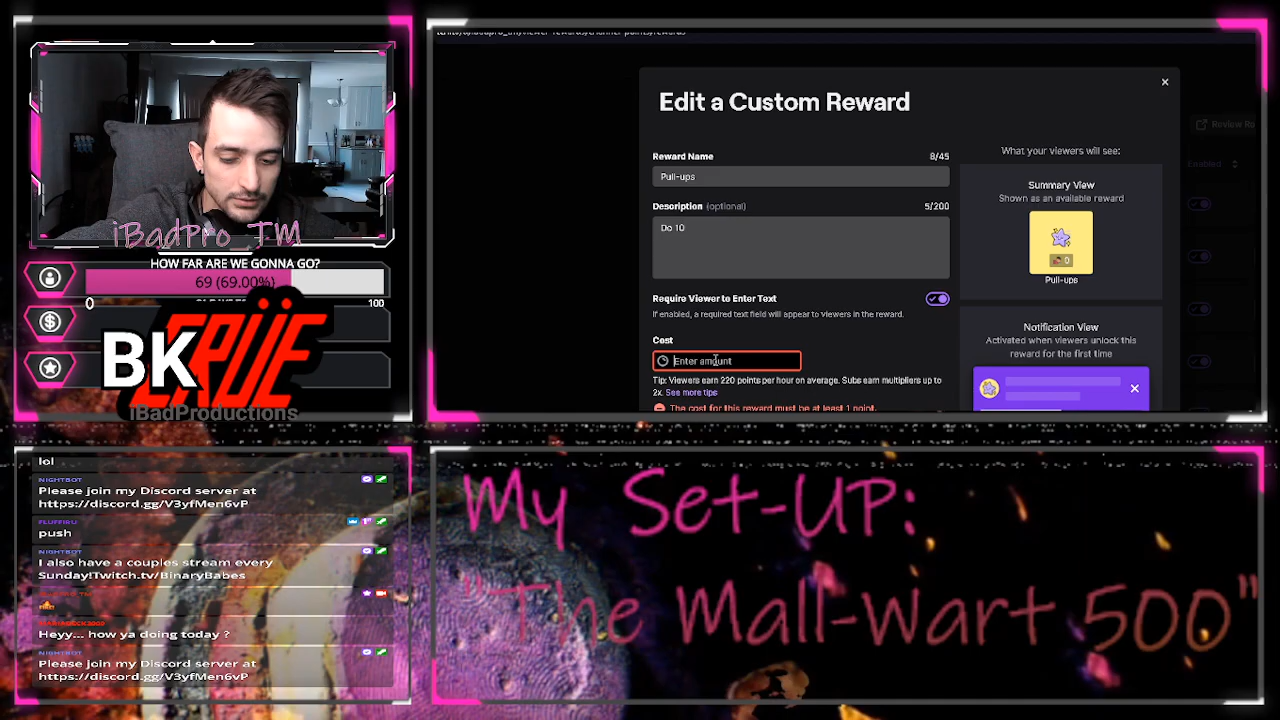 iBadPro_TM
HOW FAR ARE WE GONNA GO?
69 (69.00%)
0
100
BK
CRÜE
iBadProductions
lol
NIGHTBOT
Please join my Discord server at
https://discord.gg/V3yfMen6vP
FLUFFIRU
push
NIGHTBOT
I also have a couples stream every
Sunday!Twitch.tv/BinaryBabes
Heyy... how ya doing today ?
NIGHTBOT
Please join my Discord server at
https://discord.gg/V3yfMen6vP
Edit a Custom Reward
Reward Name
8/45
Pull-ups
Description (optional)
5/200
Do 10
Require Viewer to Enter Text
If enabled, a required text field will appear to viewers in the reward.
Cost
Enter amount
Tip: Viewers earn 220 points per hour on average. Subs earn multipliers up to
2x. See more tips
The cost for this reward must be at least 1 point.
What your viewers will see:
Summary View
Shown as an available reward
0
Pull-ups
Notification View
Activated when viewers unlock this
reward for the first time.
Review
Enabled
My Set-UP:
"The Mall-Wart 500"